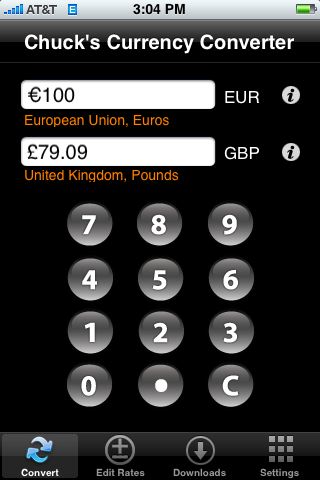 AT&T E 3:04 PM
Chuck's Currency Converter
€100 EUR i
European Union, Euros
£79.09 GBP i
United Kingdom, Pounds
7 8 9
4 5 6
1 2 3
0 . C
Convert Edit Rates Downloads Settings